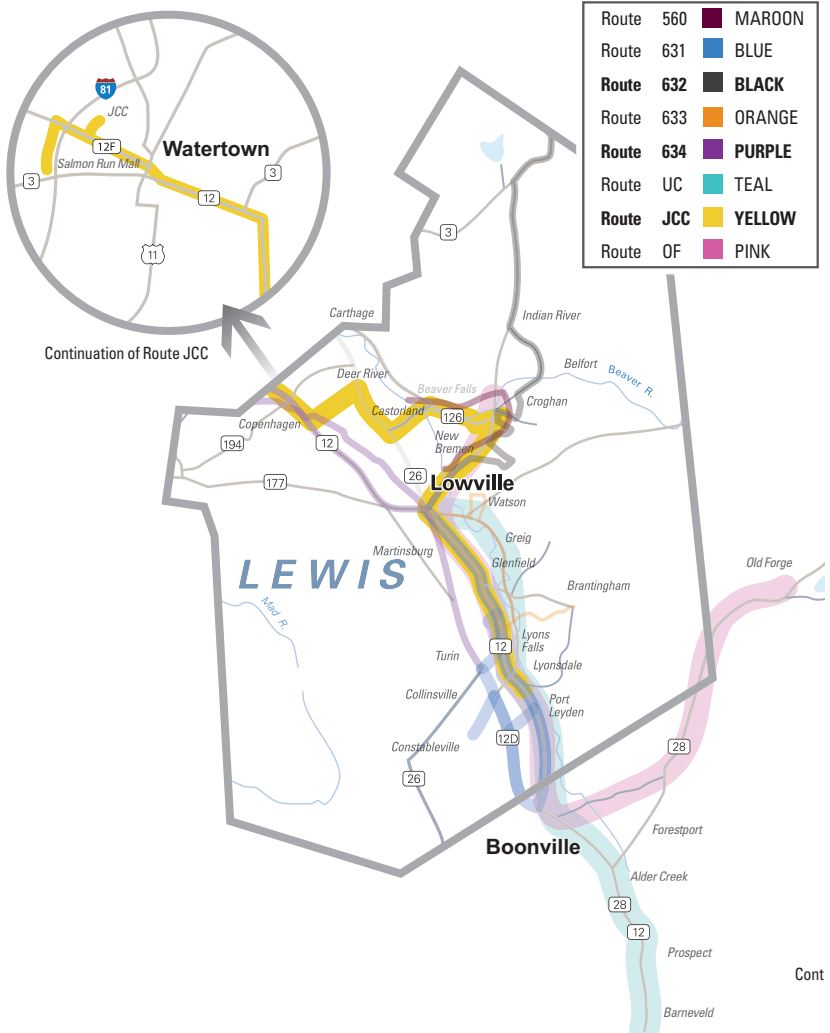 Route 560 MAROON
Route 631 BLUE
Route 632 BLACK
Route 633 ORANGE
Route 634 PURPLE
Route UC TEAL
Route JCC YELLOW
Route OF PINK
81
JCC
12F
Watertown
Salmon Run Mall
3
3
12
11
Continuation of Route JCC
3
Carthage
Indian River
Deer River
Belfort
Beaver R.
Beaver Falls
Castorland
Croghan
126
Copenhagen
New
Bremen
194
12
26
177
Lowville
Watson
Greig
Martinsburg
Glenfield
LEWIS
Old Forge
Brantingham
Mad R.
12
Lyons
Falls
Turin
Lyonsdale
Collinsville
Port
Leyden
12D
Constableville
28
26
Boonville
Forestport
Alder Creek
28
12
Prospect
Cont
Barneveld